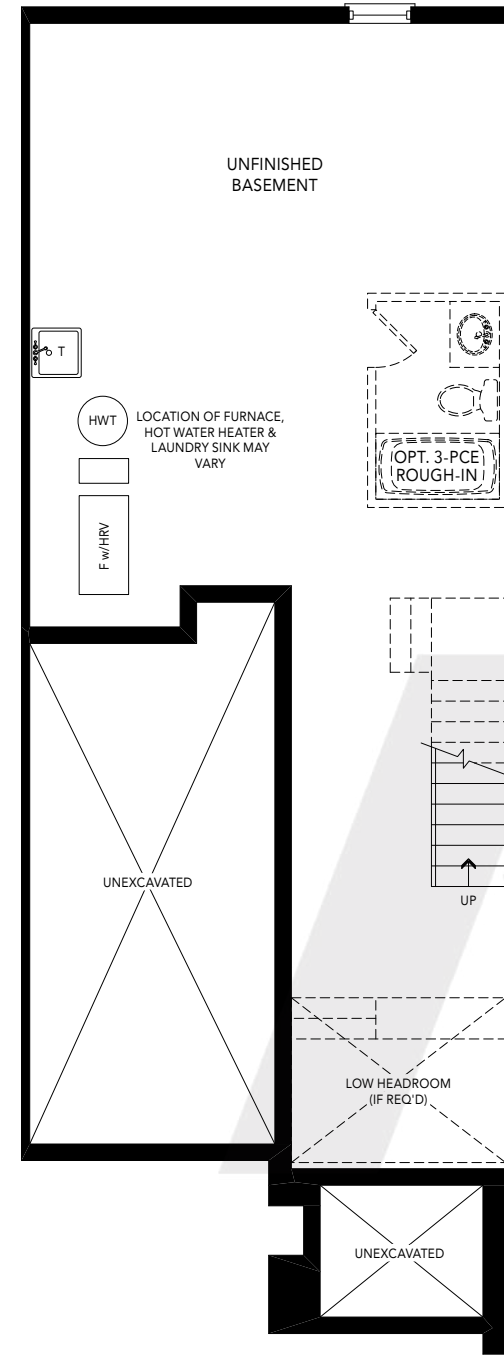 UNFINISHED
BASEMENT
T
HWT
LOCATION OF FURNACE,
HOT WATER HEATER &
LAUNDRY SINK MAY
VARY
OPT. 3-PCE
ROUGH-IN
F w/HRV
UNEXCAVATED
UP
LOW HEADROOM
(IF REQ'D)
UNEXCAVATED